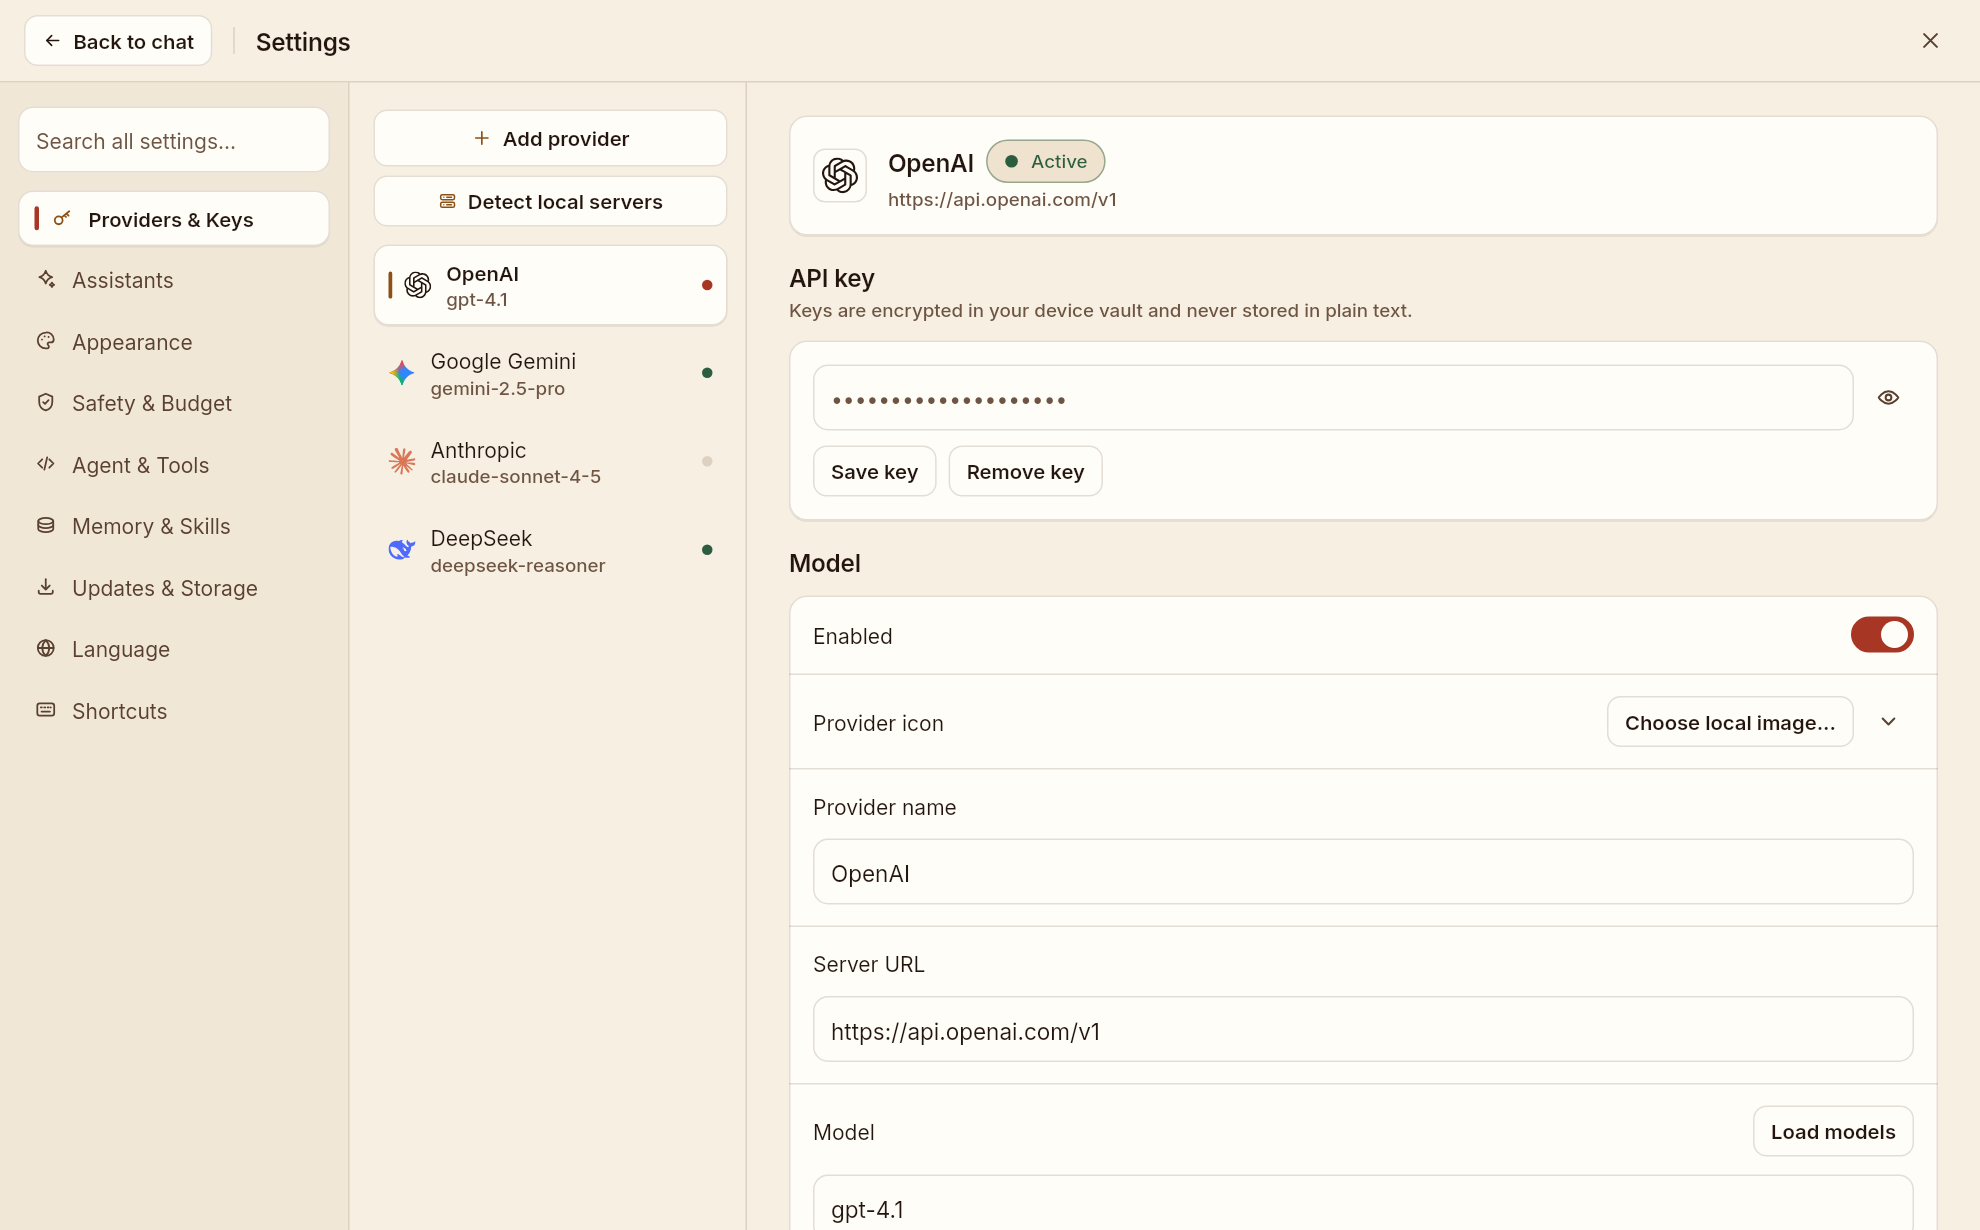 Back to chat
Settings
Search all settings...
Providers & Keys
Assistants
Appearance
Safety & Budget
Agent & Tools
Memory & Skills
Updates & Storage
Language
Shortcuts
Add provider
Detect local servers
OpenAI
gpt-4.1
Google Gemini
gemini-2.5-pro
Anthropic
claude-sonnet-4-5
DeepSeek
deepseek-reasoner
OpenAI
Active
https://api.openai.com/v1
API key
Keys are encrypted in your device vault and never stored in plain text.
••••••••••••••••••••
Save key
Remove key
Model
Enabled
Provider icon
Choose local image...
Provider name
OpenAI
Server URL
https://api.openai.com/v1
Model
Load models
gpt-4.1